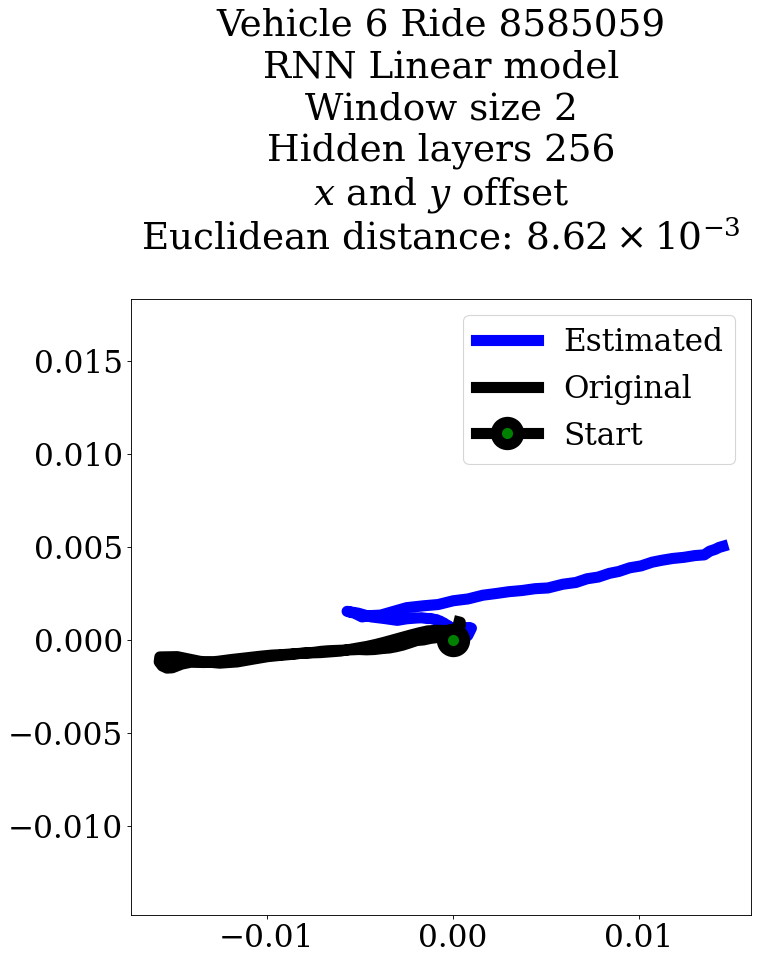 Vehicle 6 Ride 8585059
RNN Linear model
Window size 2
Hidden layers 256
x and y offset
Euclidean distance: 8.62 × 10⁻³
Estimated
Original
Start
0.015
0.010
0.005
0.000
−0.005
−0.010
−0.01 0.00 0.01